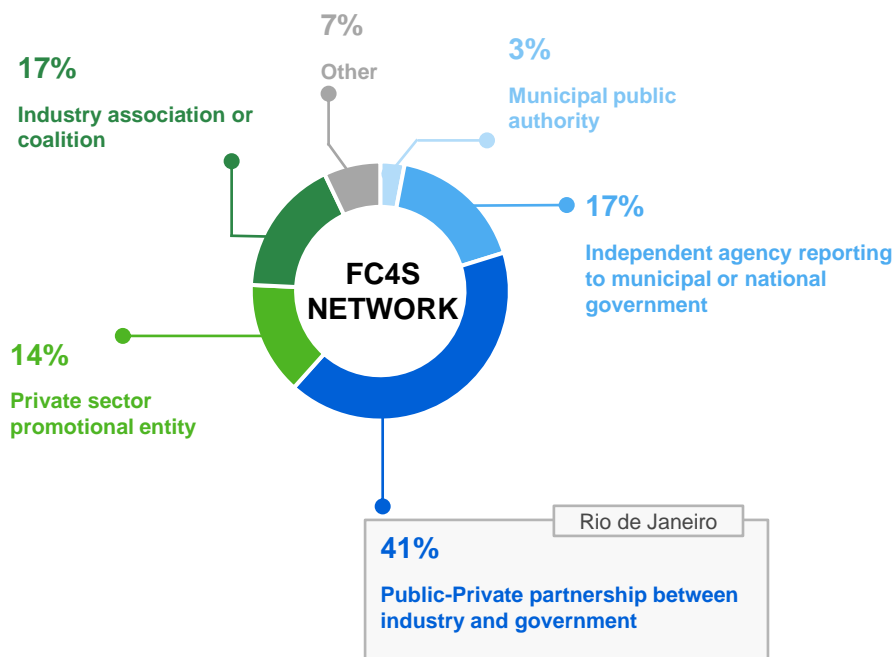 7%
Other
3%
Municipal public
authority
17%
Industry association or
coalition
17%
Independent agency reporting
to municipal or national
government
FC4S
NETWORK
14%
Private sector
promotional entity
Rio de Janeiro
41%
Public-Private partnership between
industry and government